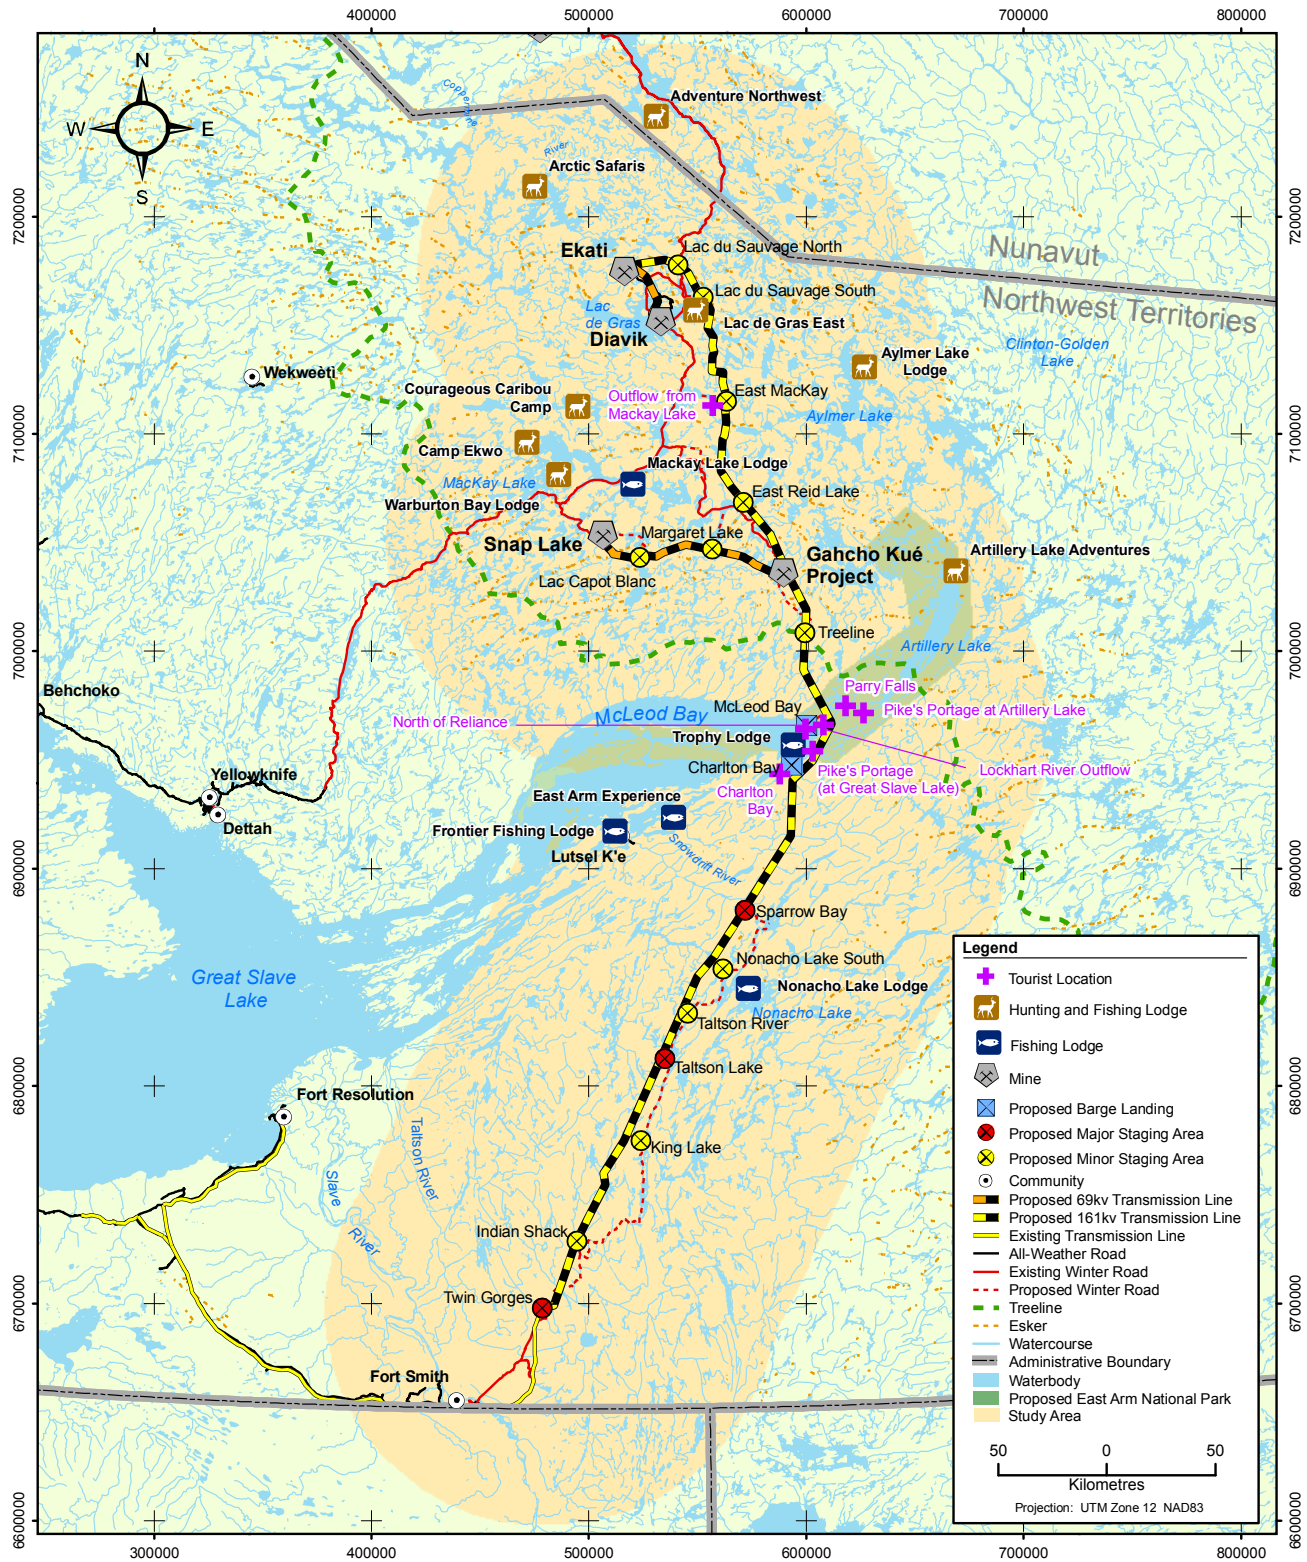 400000
500000
600000
700000
800000
N
W
E
S
Coppermine
River
Adventure Northwest
Arctic Safaris
7200000
7200000
Ekati
Lac du Sauvage North
Nunavut
Northwest Territories
Lac du Sauvage South
Lac
de Gras
Lac de Gras East
Diavik
Clinton-Golden
Lake
Aylmer Lake
Lodge
Wekweèti
Courageous Caribou
Camp
Outflow from
Mackay Lake
East MacKay
Aylmer Lake
7100000
7100000
Camp Ekwo
Mackay Lake Lodge
MacKay Lake
East Reid Lake
Warburton Bay Lodge
Snap Lake
Margaret Lake
Gahcho Kué
Project
Artillery Lake Adventures
Lac Capot Blanc
Treeline
Artillery Lake
7000000
7000000
Behchoko
Parry Falls
McLeod Bay
Pike's Portage at Artillery Lake
North of Reliance
McLeod Bay
Trophy Lodge
Charlton Bay
Pike's Portage
(at Great Slave Lake)
Lockhart River Outflow
Yellowknife
Charlton
Bay
East Arm Experience
Dettah
Frontier Fishing Lodge
Lutsel K'e
Snowdrift River
6900000
6900000
Sparrow Bay
Great Slave
Lake
Nonacho Lake South
Nonacho Lake Lodge
Nonacho Lake
Taltson River
Taltson Lake
6800000
6800000
Fort Resolution
Taltson River
King Lake
Slave
River
Indian Shack
Twin Gorges
6700000
6700000
Fort Smith
6600000
6600000
Legend
Tourist Location
Hunting and Fishing Lodge
Fishing Lodge
Mine
Proposed Barge Landing
Proposed Major Staging Area
Proposed Minor Staging Area
Community
Proposed 69kv Transmission Line
Proposed 161kv Transmission Line
Existing Transmission Line
All-Weather Road
Existing Winter Road
Proposed Winter Road
Treeline
Esker
Watercourse
Administrative Boundary
Waterbody
Proposed East Arm National Park
Study Area
50
0
50
Kilometres
Projection: UTM Zone 12 NAD83
300000
400000
500000
600000
700000
800000